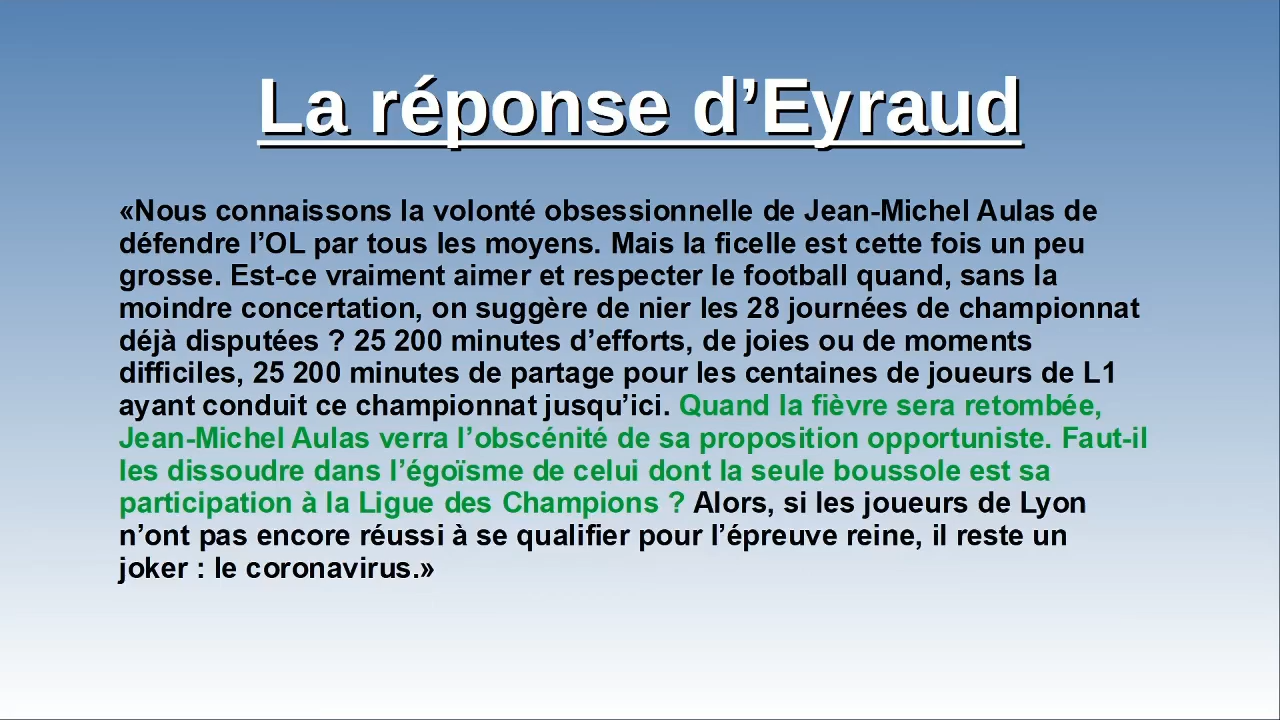 La réponse d’Eyraud
«Nous connaissons la volonté obsessionnelle de Jean-Michel Aulas de
défendre l’OL par tous les moyens. Mais la ficelle est cette fois un peu
grosse. Est-ce vraiment aimer et respecter le football quand, sans la
moindre concertation, on suggère de nier les 28 journées de championnat
déjà disputées ? 25 200 minutes d’efforts, de joies ou de moments
difficiles, 25 200 minutes de partage pour les centaines de joueurs de L1
ayant conduit ce championnat jusqu’ici. Quand la fièvre sera retombée,
Jean-Michel Aulas verra l’obscénité de sa proposition opportuniste. Faut-il
les dissoudre dans l’égoïsme de celui dont la seule boussole est sa
participation à la Ligue des Champions ? Alors, si les joueurs de Lyon
n’ont pas encore réussi à se qualifier pour l’épreuve reine, il reste un
joker : le coronavirus.»